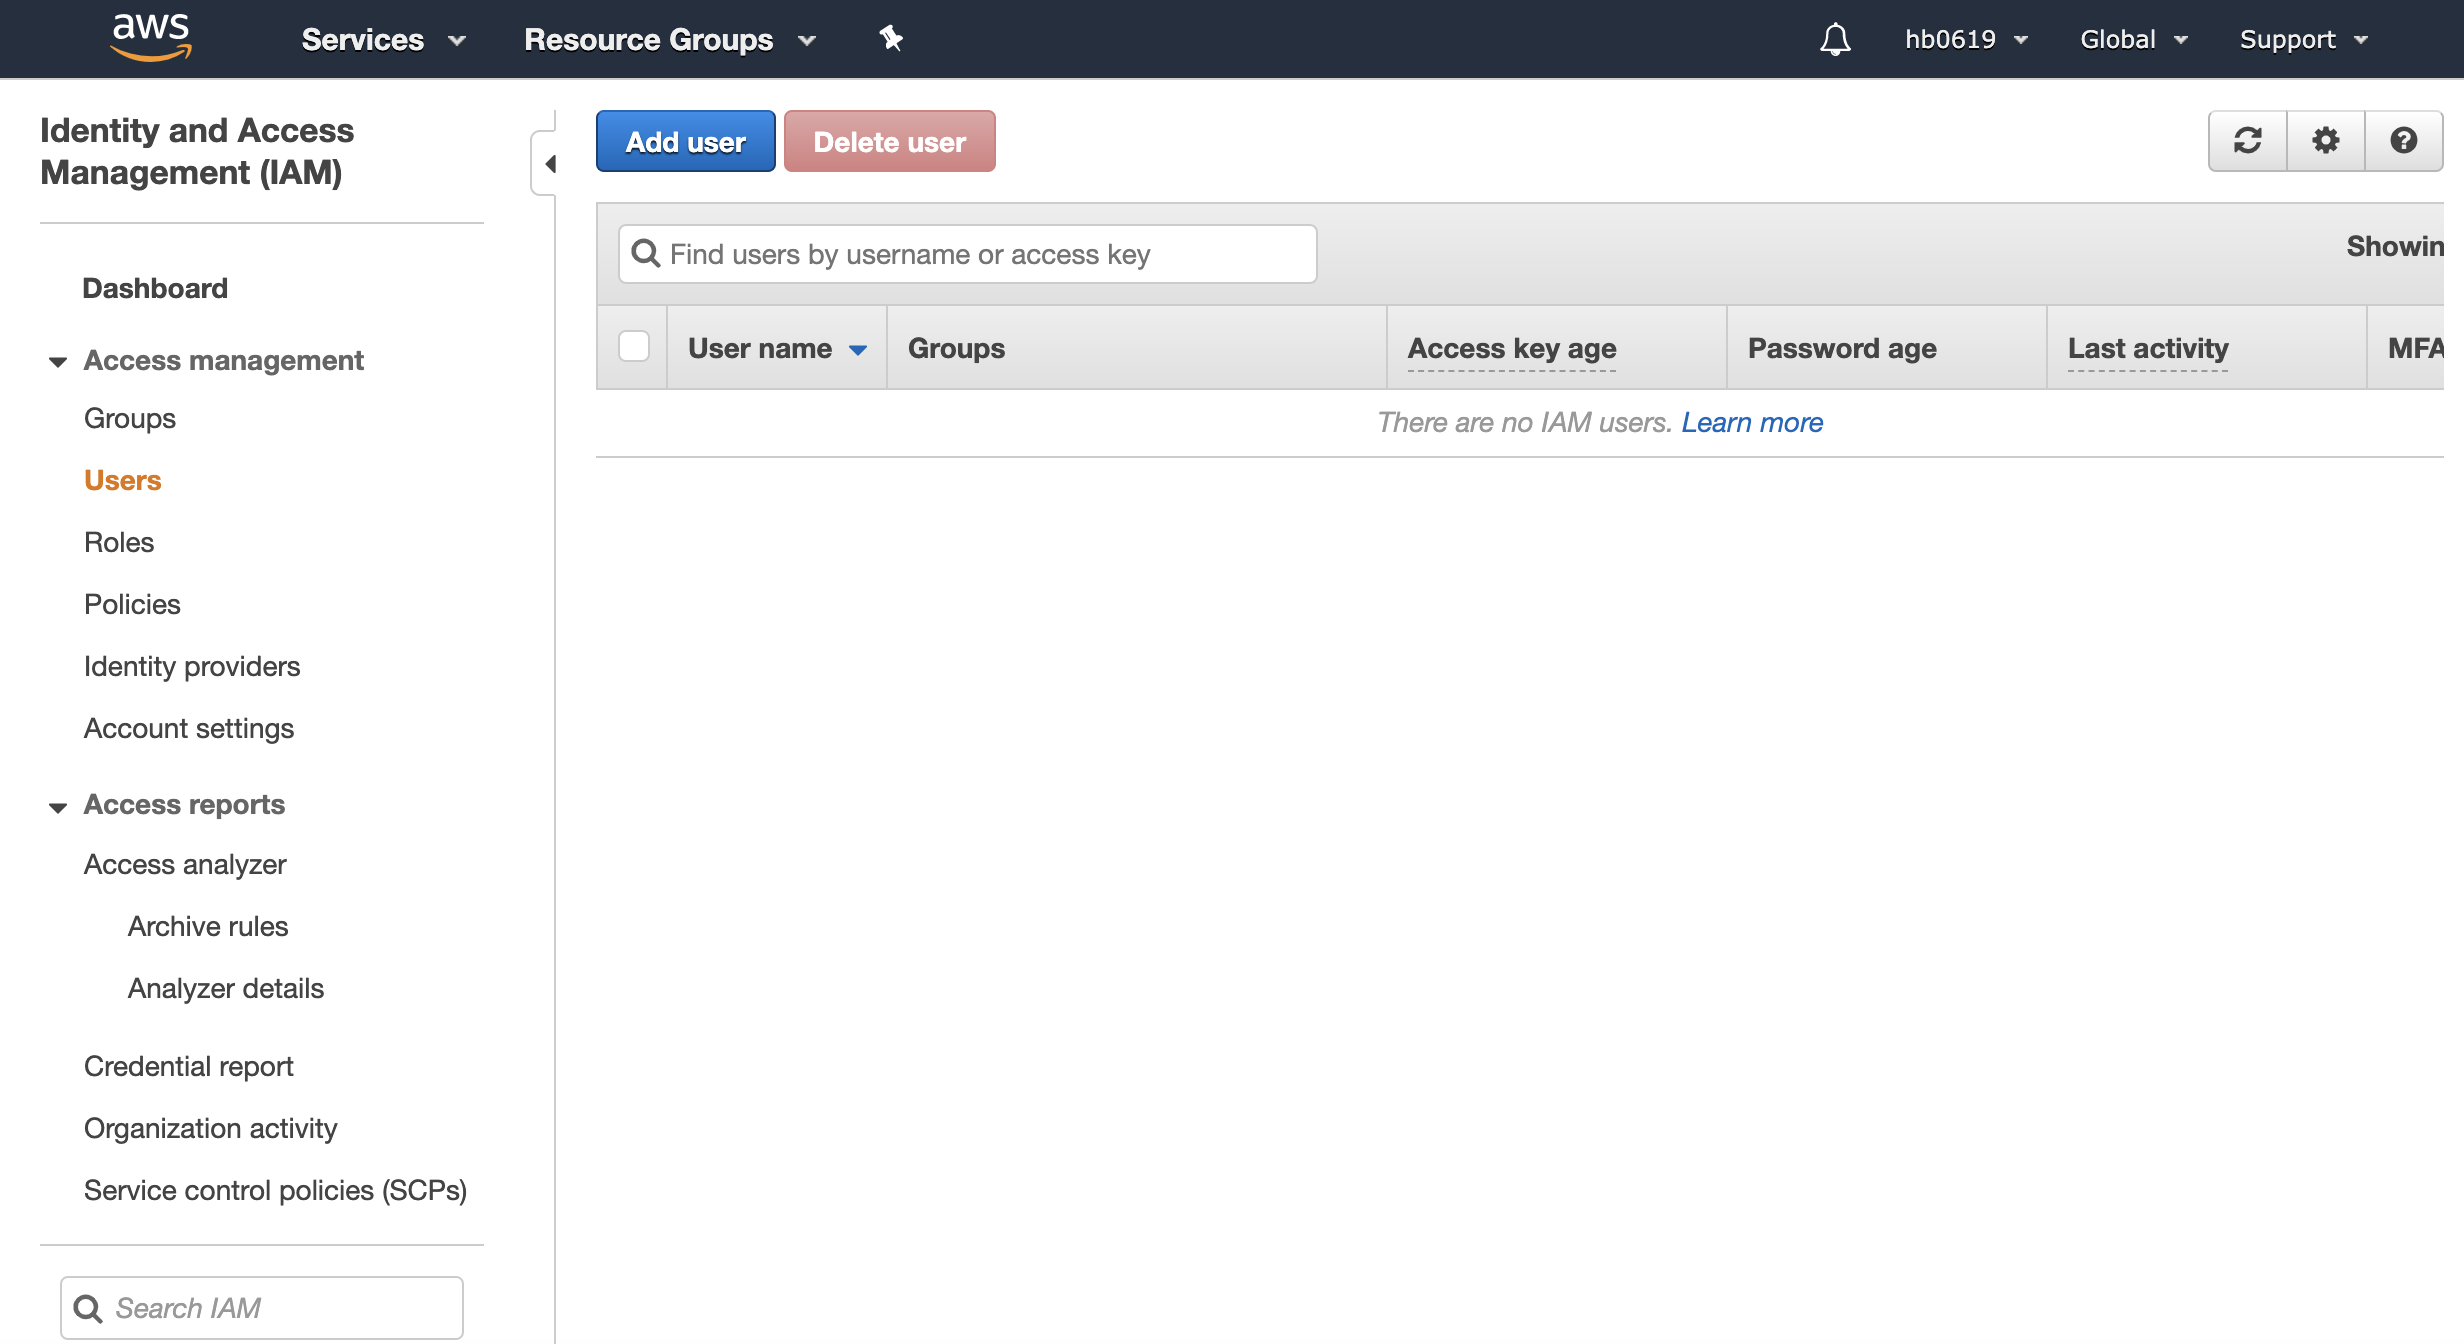 aws
Services
Resource Groups
hb0619
Global
Support
Identity and Access
Management (IAM)
Dashboard
Access management
Groups
Users
Roles
Policies
Identity providers
Account settings
Access reports
Access analyzer
Archive rules
Analyzer details
Credential report
Organization activity
Service control policies (SCPs)
Search IAM
Add user
Delete user
Find users by username or access key
Showin
User name
Groups
Access key age
Password age
Last activity
MFA
There are no IAM users. Learn more